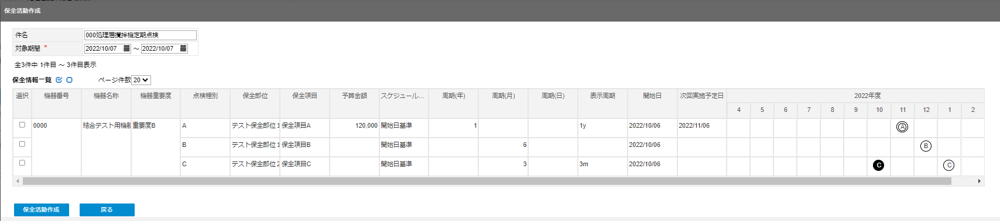 保全活動作成
件名 000処理層攪拌機定期点検
対象期間 * 2022/10/07 ～ 2022/10/07
全3件中 1件目 ～ 3件目表示
保全情報一覧 ページ件数 20
選択 機器番号 機器名称 機器重要度 点検種別 保全部位 保全項目 予算金額 スケジュール... 周期(年) 周期(月) 周期(日) 表示周期 開始日 次回実施予定日 2022年度
4 5 6 7 8 9 10 11 12 1 2
0000 結合テスト用機器 重要度B A テスト保全部位1 保全項目A 120,000 開始日基準 1 1y 2022/10/06 2022/11/06 A
B テスト保全部位1 保全項目B 開始日基準 6 2022/10/06 B
C テスト保全部位2 保全項目C 開始日基準 3 3m 2022/10/06 C C
保全活動作成 戻る